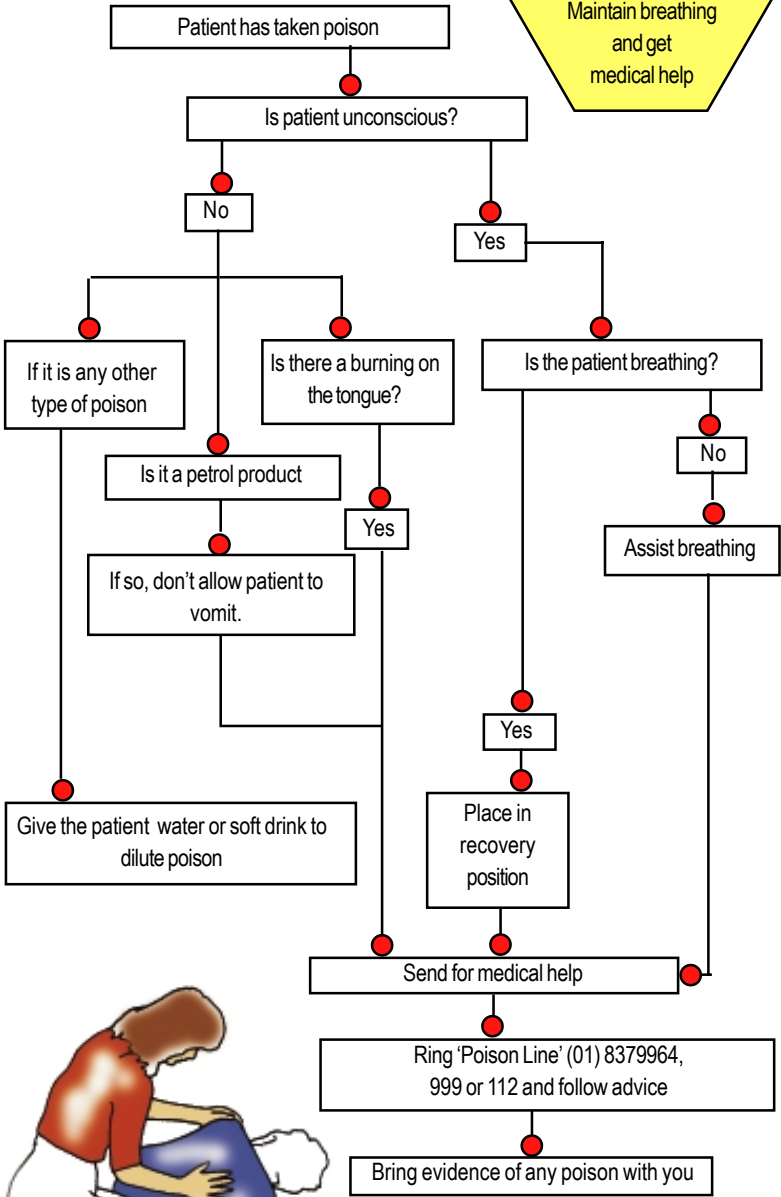 Maintain breathing
and get
medical help
Patient has taken poison
Is patient unconscious?
No
Yes
If it is any other
type of poison
Is there a burning on
the tongue?
Is the patient breathing?
No
Is it a petrol product
Yes
Assist breathing
If so, don't allow patient to
vomit.
Yes
Give the patient water or soft drink to
dilute poison
Place in
recovery
position
Send for medical help
Ring ‘Poison Line’ (01) 8379964,
999 or 112 and follow advice
Bring evidence of any poison with you